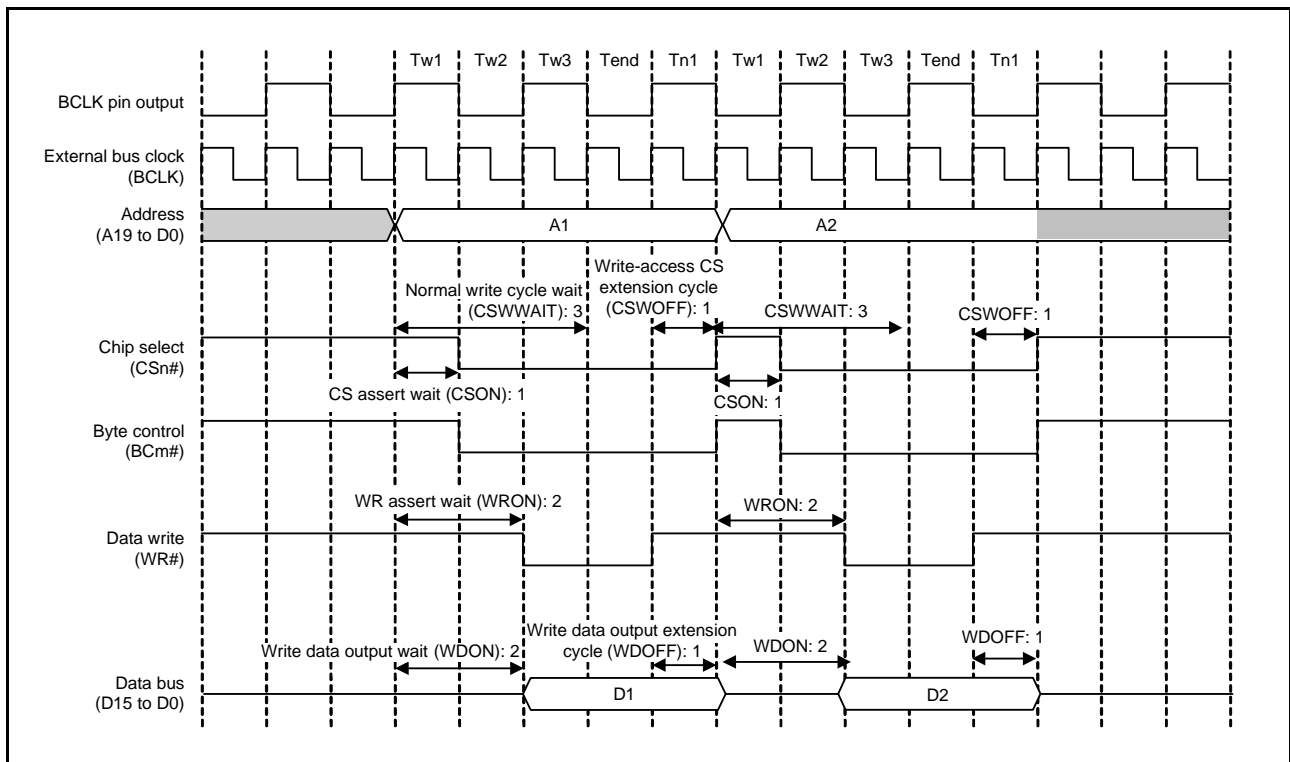 Tw1 Tw2 Tw3 Tend Tn1 Tw1 Tw2 Tw3 Tend Tn1
BCLK pin output
External bus clock
(BCLK)
Address
(A19 to D0)
A1
A2
Normal write cycle wait
(CSWWAIT): 3
Write-access CS
extension cycle
(CSWOFF): 1
CSWWAIT: 3
CSWOFF: 1
Chip select
(CSn#)
CS assert wait (CSON): 1
CSON: 1
Byte control
(BCm#)
WR assert wait (WRON): 2
WRON: 2
Data write
(WR#)
Write data output wait (WDON): 2
Write data output extension
cycle (WDOFF): 1
WDON: 2
WDOFF: 1
Data bus
(D15 to D0)
D1
D2